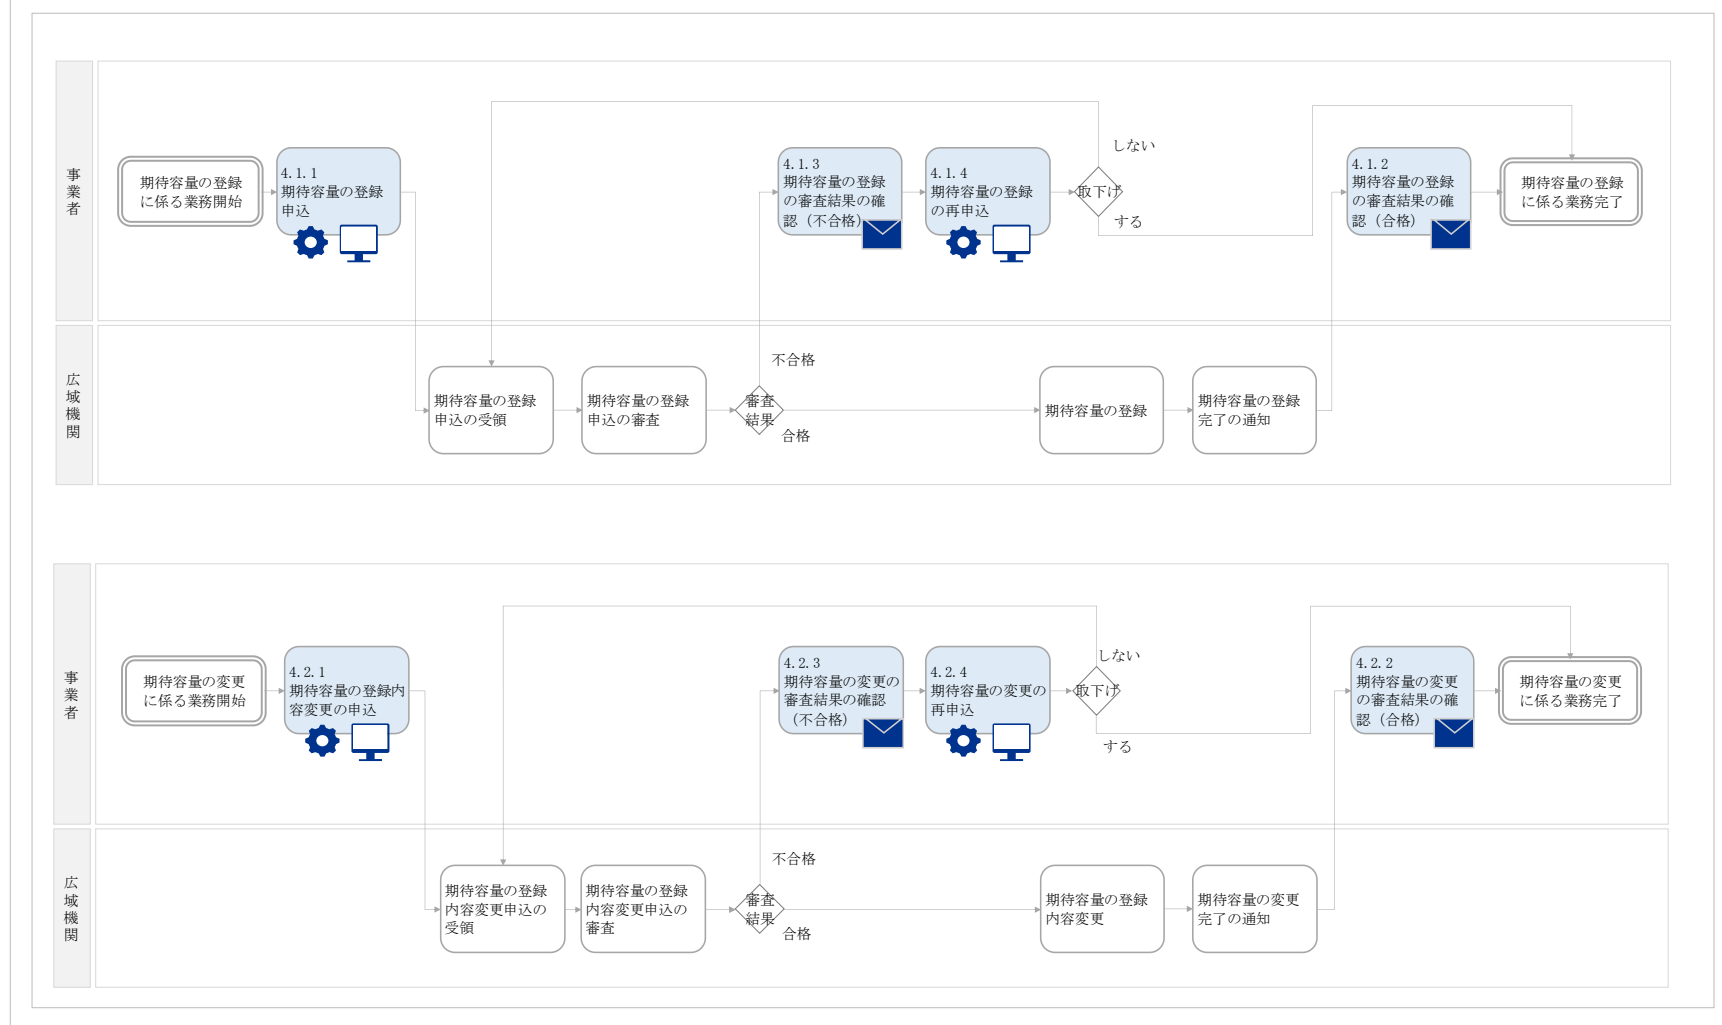 事業者
期待容量の登録
に係る業務開始
4.1.1
期待容量の登録
申込
4.1.3
期待容量の登録
の審査結果の確
認（不合格）
4.1.4
期待容量の登録
の再申込
取下げ
しない
する
4.1.2
期待容量の登録
の審査結果の確
認（合格）
期待容量の登録
に係る業務完了
広域機関
期待容量の登録
申込の受領
期待容量の登録
申込の審査
審査
結果
不合格
合格
期待容量の登録
期待容量の登録
完了の通知
事業者
期待容量の変更
に係る業務開始
4.2.1
期待容量の登録内
容変更の申込
4.2.3
期待容量の変更の
審査結果の確認
（不合格）
4.2.4
期待容量の変更の
再申込
取下げ
しない
する
4.2.2
期待容量の変更
の審査結果の確
認（合格）
期待容量の変更
に係る業務完了
広域機関
期待容量の登録
内容変更申込の
受領
期待容量の登録
内容変更申込の
審査
審査
結果
不合格
合格
期待容量の登録
内容変更
期待容量の変更
完了の通知